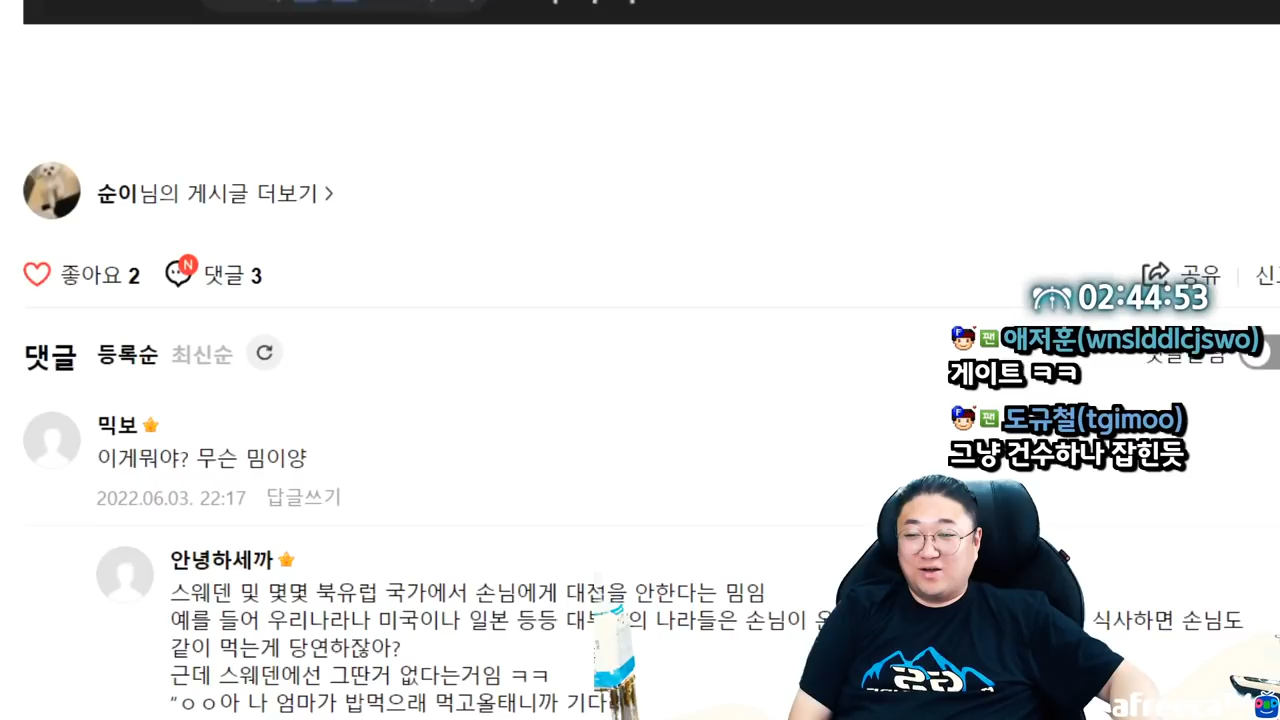 순이님의 게시글 더보기 >
좋아요 2 N 댓글 3
공유
02:44:53
댓글 등록순 최신순
F 팬 애저훈(wnslddlcjswo)
게이트 ㅋㅋ
F 팬 도규철(tgimoo)
그냥 건수하나 잡힌듯
믹보
이게뭐야? 무슨 밈이양
2022.06.03. 22:17 답글쓰기
안녕하세까
스웨덴 및 몇몇 북유럽 국가에서 손님에게 대접을 안한다는 밈임
예를 들어 우리나라나 미국이나 일본 등등 나라들은 손님이 식사하면 손님도
같이 먹는게 당연하잖아?
근데 스웨덴에선 그딴거 없다는거임 ㅋㅋ
“ㅇㅇ아 나 엄마가 밥먹으래 먹고올태니까
afreeca